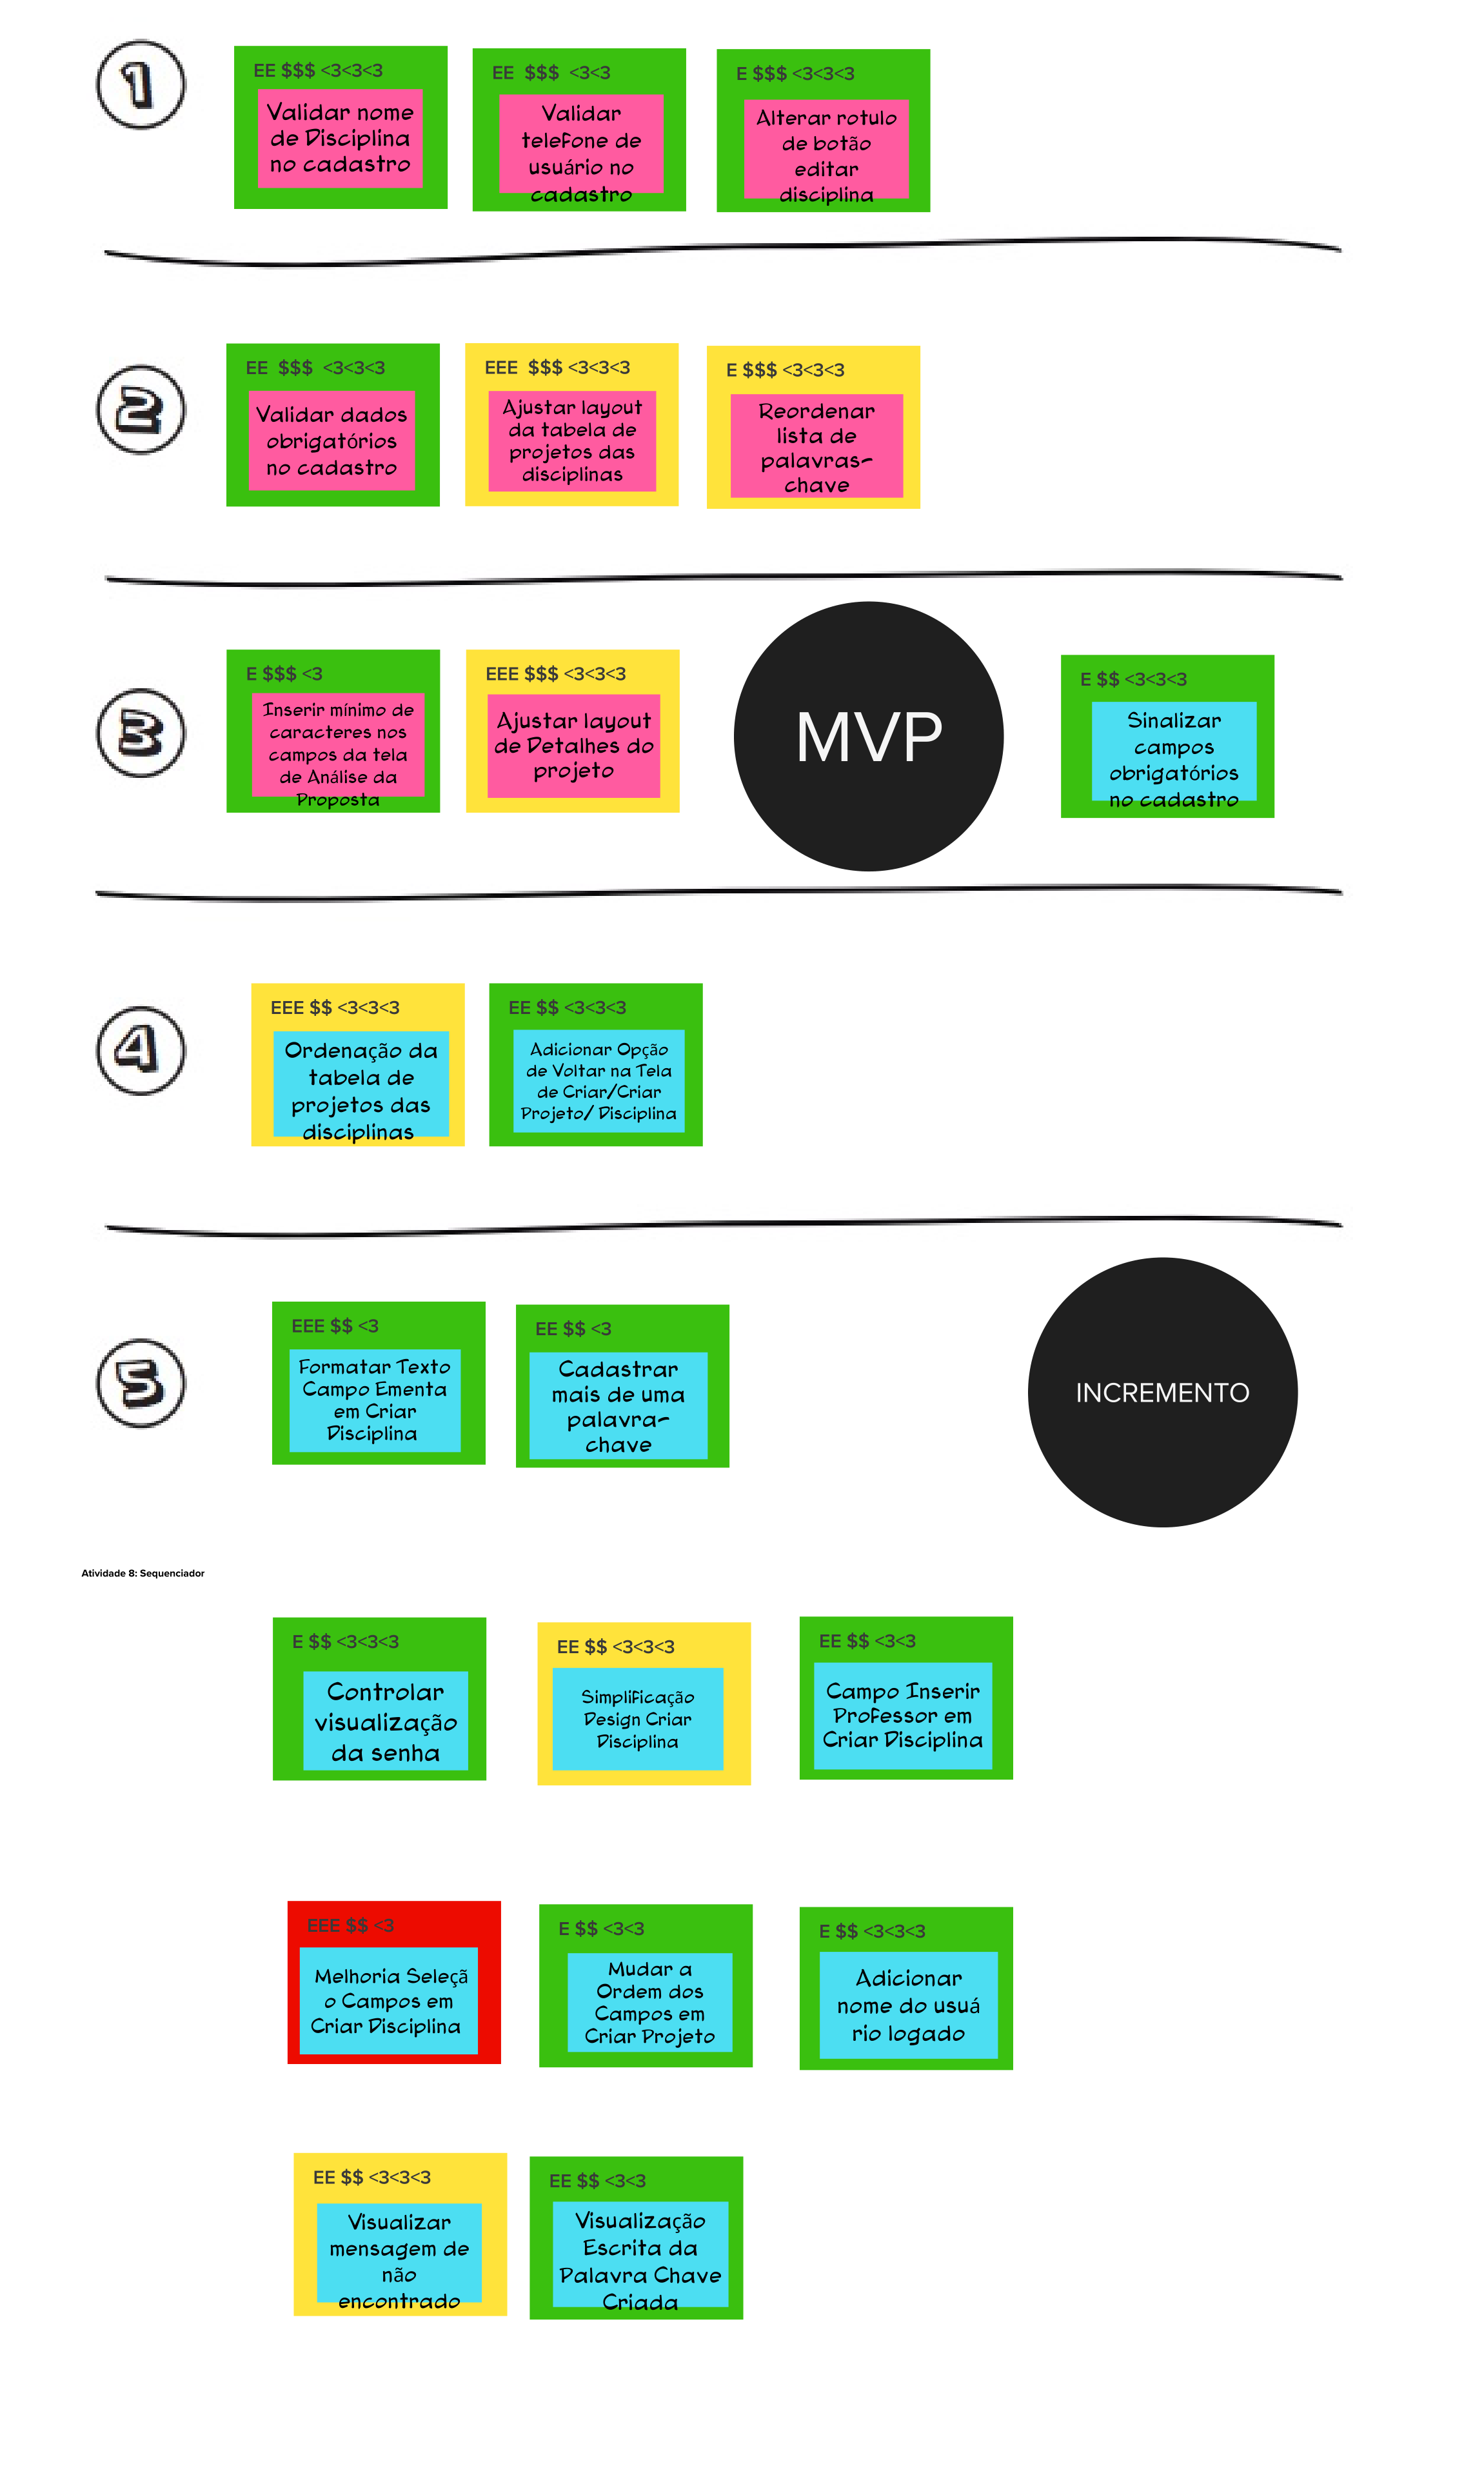 1
EE $$$ <3<3<3
Validar nome
de Disciplina
no cadastro
EE $$$ <3<3
Validar
telefone de
usuário no
cadastro
E $$$ <3<3<3
Alterar rotulo
de botão
editar
disciplina
2
EE $$$ <3<3<3
Validar dados
obrigatórios
no cadastro
EEE $$$ <3<3<3
Ajustar layout
da tabela de
projetos das
disciplinas
E $$$ <3<3<3
Reordenar
lista de
palavras-
chave
3
E $$$ <3
Inserir mínimo de
caracteres nos
campos da tela
de Análise da
Proposta
EEE $$$ <3<3<3
Ajustar layout
de Detalhes do
projeto
MVP
E $$ <3<3<3
Sinalizar
campos
obrigatórios
no cadastro
4
EEE $$ <3<3<3
Ordenação da
tabela de
projetos das
disciplinas
EE $$ <3<3<3
Adicionar Opção
de Voltar na Tela
de Criar/Criar
Projeto/ Disciplina
5
EEE $$ <3
Formatar Texto
Campo Ementa
em Criar
Disciplina
EE $$ <3
Cadastrar
mais de uma
palavra-
chave
INCREMENTO
Atividade 8: Sequenciador
E $$ <3<3<3
Controlar
visualização
da senha
EE $$ <3<3<3
Simplificação
Design Criar
Disciplina
EE $$ <3<3
Campo Inserir
Professor em
Criar Disciplina
EEE $$ <3
Melhoria Seleçã
o Campos em
Criar Disciplina
E $$ <3<3
Mudar a
Ordem dos
Campos em
Criar Projeto
E $$ <3<3<3
Adicionar
nome do usuá
rio logado
EE $$ <3<3<3
Visualizar
mensagem de
não
encontrado
EE $$ <3<3
Visualização
Escrita da
Palavra Chave
Criada